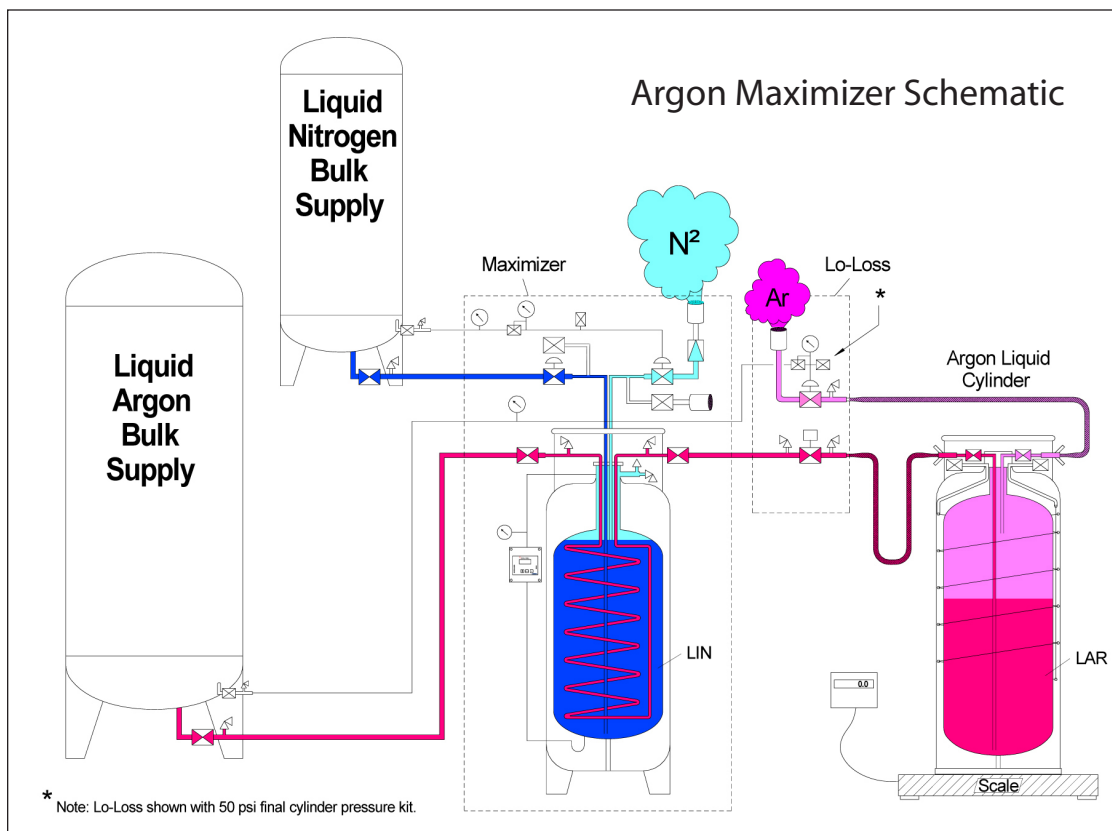 Argon Maximizer Schematic
Liquid
Nitrogen
Bulk
Supply
N²
Maximizer
Lo-Loss
*
Ar
Liquid
Argon
Bulk
Supply
Argon Liquid
Cylinder
LIN
LAR
0.0
Scale
* Note: Lo-Loss shown with 50 psi final cylinder pressure kit.